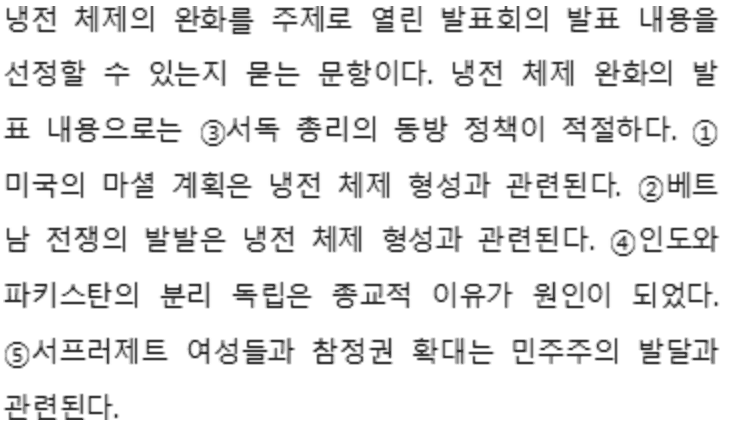 냉전 체제의 완화를 주제로 열린 발표회의 발표 내용을
선정할 수 있는지 묻는 문항이다. 냉전 체제 완화의 발
표 내용으로는 ③서독 총리의 동방 정책이 적절하다. ①
미국의 마셜 계획은 냉전 체제 형성과 관련된다. ②베트
남 전쟁의 발발은 냉전 체제 형성과 관련된다. ④인도와
파키스탄의 분리 독립은 종교적 이유가 원인이 되었다.
⑤서프러제트 여성들과 참정권 확대는 민주주의 발달과
관련된다.